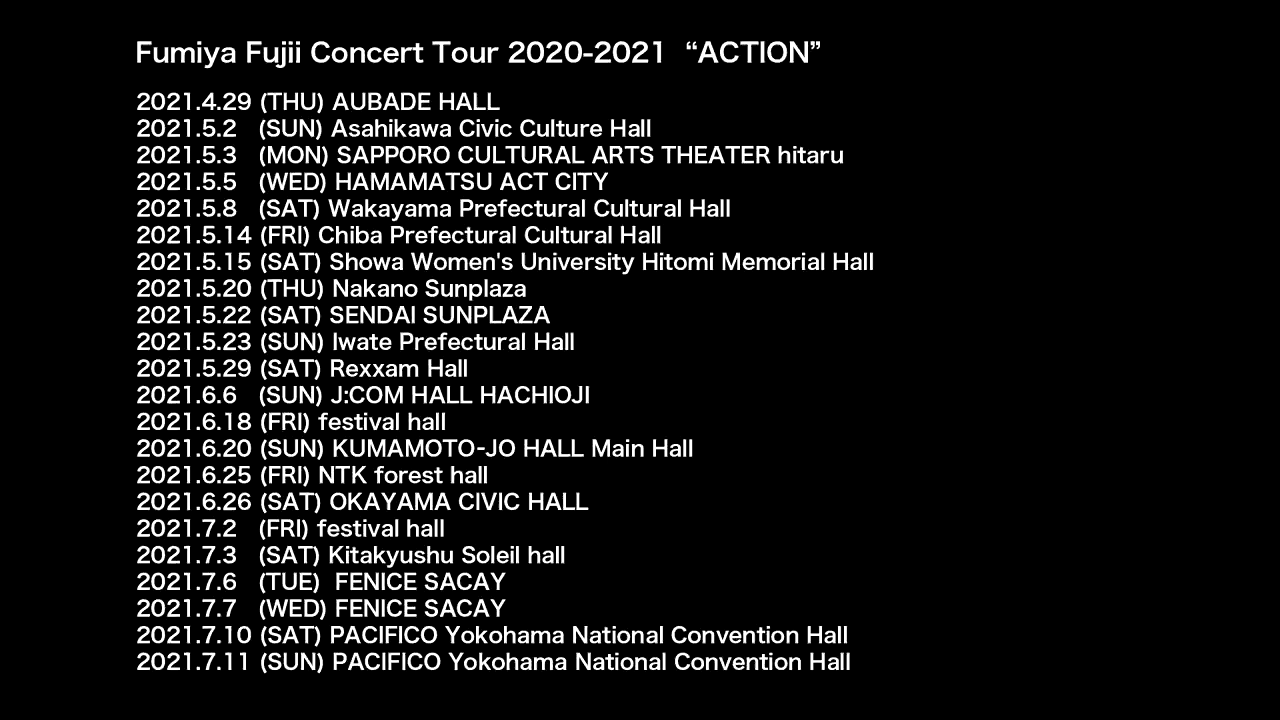 Fumiya Fujii Concert Tour 2020-2021 “ACTION”
2021.4.29 (THU) AUBADE HALL
2021.5.2 (SUN) Asahikawa Civic Culture Hall
2021.5.3 (MON) SAPPORO CULTURAL ARTS THEATER hitaru
2021.5.5 (WED) HAMAMATSU ACT CITY
2021.5.8 (SAT) Wakayama Prefectural Cultural Hall
2021.5.14 (FRI) Chiba Prefectural Cultural Hall
2021.5.15 (SAT) Showa Women's University Hitomi Memorial Hall
2021.5.20 (THU) Nakano Sunplaza
2021.5.22 (SAT) SENDAI SUNPLAZA
2021.5.23 (SUN) Iwate Prefectural Hall
2021.5.29 (SAT) Rexxam Hall
2021.6.6 (SUN) J:COM HALL HACHIOJI
2021.6.18 (FRI) festival hall
2021.6.20 (SUN) KUMAMOTO-JO HALL Main Hall
2021.6.25 (FRI) NTK forest hall
2021.6.26 (SAT) OKAYAMA CIVIC HALL
2021.7.2 (FRI) festival hall
2021.7.3 (SAT) Kitakyushu Soleil hall
2021.7.6 (TUE) FENICE SACAY
2021.7.7 (WED) FENICE SACAY
2021.7.10 (SAT) PACIFICO Yokohama National Convention Hall
2021.7.11 (SUN) PACIFICO Yokohama National Convention Hall